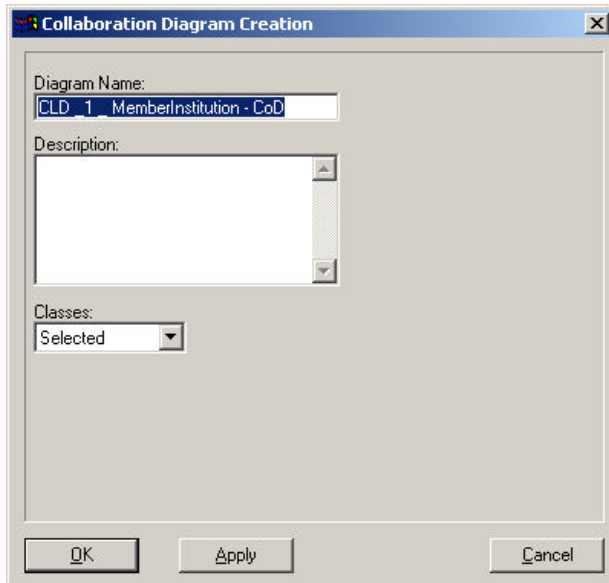 Collaboration Diagram Creation
Diagram Name:
CLD _1 _ MemberInstitution - CoD
Description:
Classes:
Selected
OK
Apply
Cancel